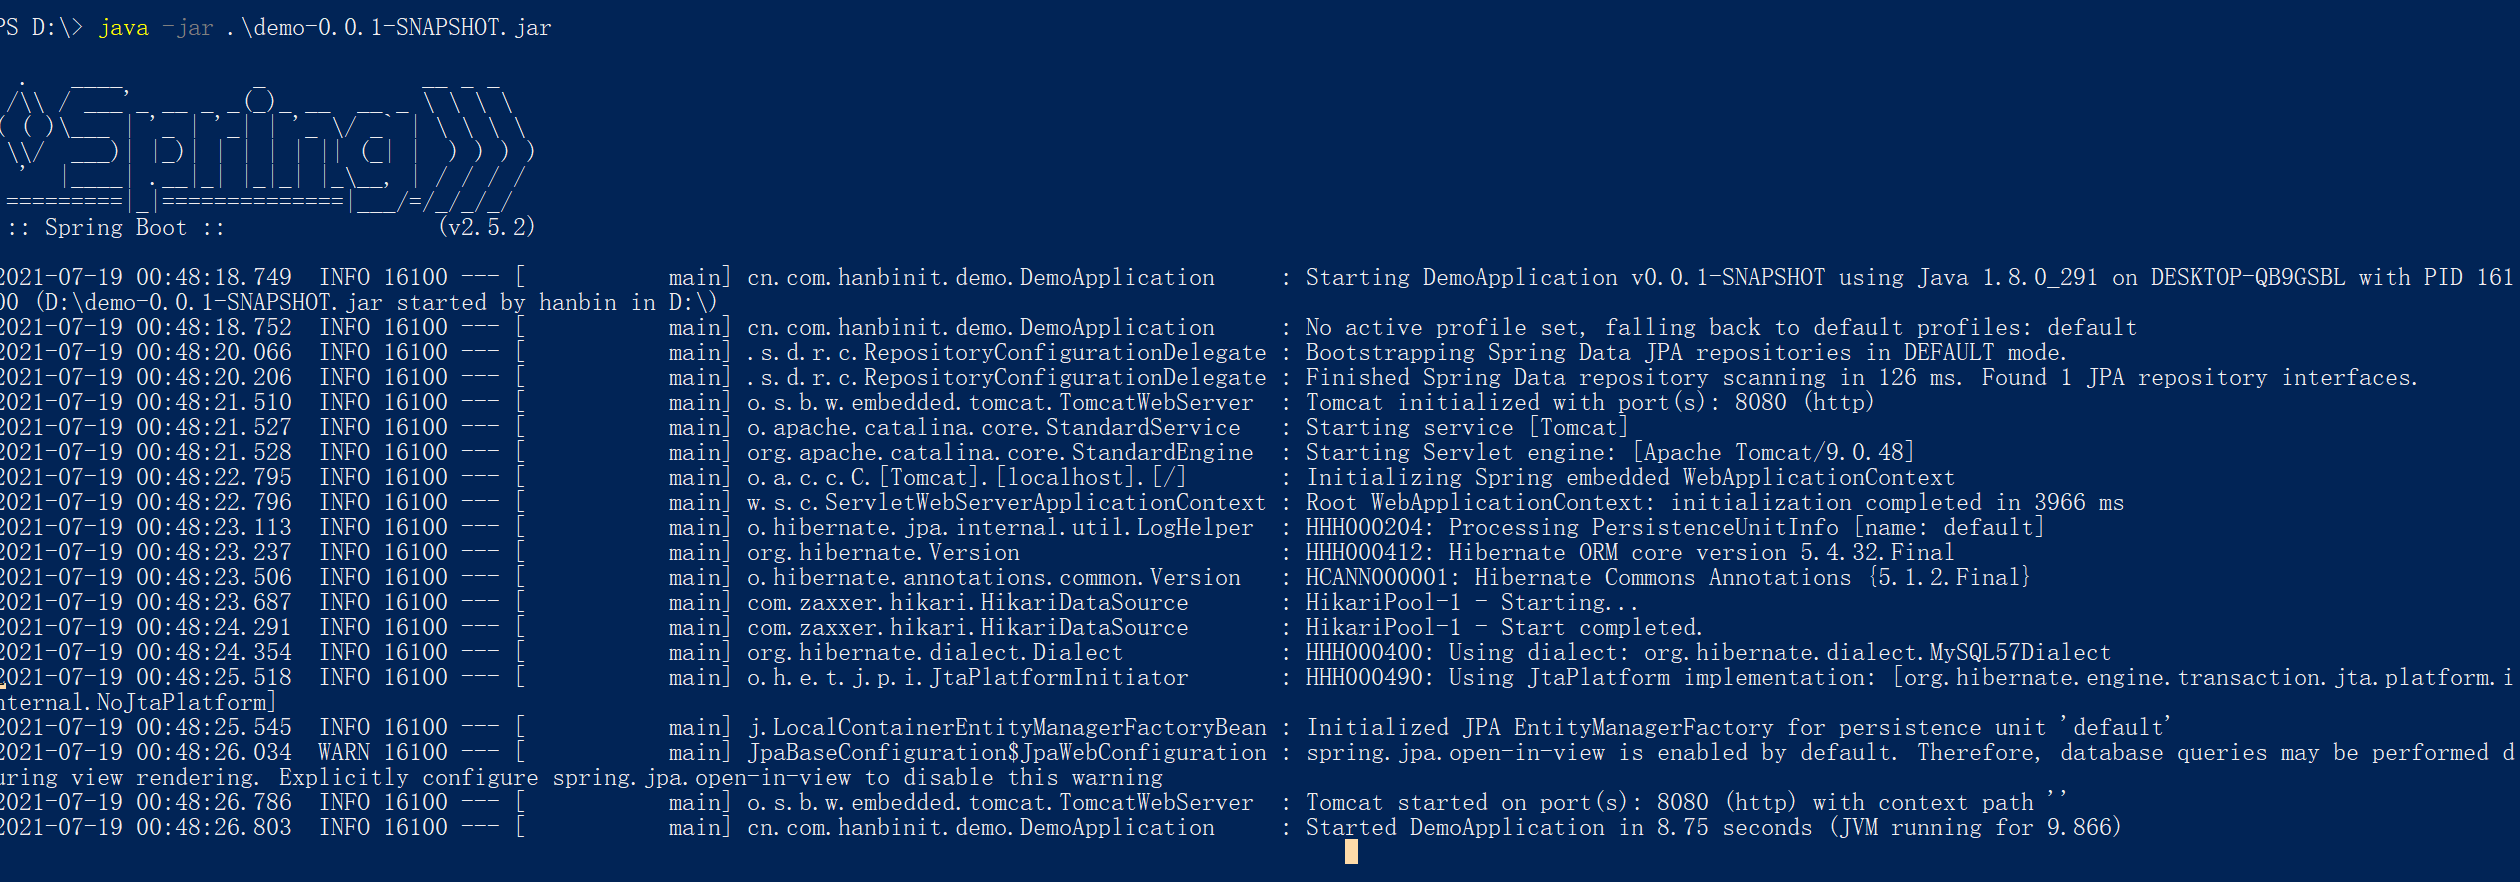 PS D:\> java -jar .\demo-0.0.1-SNAPSHOT.jar
:: Spring Boot ::                (v2.5.2)
2021-07-19 00:48:18.749  INFO 16100 --- [           main] cn.com.hanbinit.demo.DemoApplication     : Starting DemoApplication v0.0.1-SNAPSHOT using Java 1.8.0_291 on DESKTOP-QB9GSBL with PID 161
00 (D:\demo-0.0.1-SNAPSHOT.jar started by hanbin in D:\)
2021-07-19 00:48:18.752  INFO 16100 --- [           main] cn.com.hanbinit.demo.DemoApplication     : No active profile set, falling back to default profiles: default
2021-07-19 00:48:20.066  INFO 16100 --- [           main] .s.d.r.c.RepositoryConfigurationDelegate : Bootstrapping Spring Data JPA repositories in DEFAULT mode.
2021-07-19 00:48:20.206  INFO 16100 --- [           main] .s.d.r.c.RepositoryConfigurationDelegate : Finished Spring Data repository scanning in 126 ms. Found 1 JPA repository interfaces.
2021-07-19 00:48:21.510  INFO 16100 --- [           main] o.s.b.w.embedded.tomcat.TomcatWebServer  : Tomcat initialized with port(s): 8080 (http)
2021-07-19 00:48:21.527  INFO 16100 --- [           main] o.apache.catalina.core.StandardService   : Starting service [Tomcat]
2021-07-19 00:48:21.528  INFO 16100 --- [           main] org.apache.catalina.core.StandardEngine  : Starting Servlet engine: [Apache Tomcat/9.0.48]
2021-07-19 00:48:22.795  INFO 16100 --- [           main] o.a.c.c.C.[Tomcat].[localhost].[/]       : Initializing Spring embedded WebApplicationContext
2021-07-19 00:48:22.796  INFO 16100 --- [           main] w.s.c.ServletWebServerApplicationContext : Root WebApplicationContext: initialization completed in 3966 ms
2021-07-19 00:48:23.113  INFO 16100 --- [           main] o.hibernate.jpa.internal.util.LogHelper  : HHH000204: Processing PersistenceUnitInfo [name: default]
2021-07-19 00:48:23.237  INFO 16100 --- [           main] org.hibernate.Version                    : HHH000412: Hibernate ORM core version 5.4.32.Final
2021-07-19 00:48:23.506  INFO 16100 --- [           main] o.hibernate.annotations.common.Version   : HCANN000001: Hibernate Commons Annotations {5.1.2.Final}
2021-07-19 00:48:23.687  INFO 16100 --- [           main] com.zaxxer.hikari.HikariDataSource       : HikariPool-1 - Starting...
2021-07-19 00:48:24.291  INFO 16100 --- [           main] com.zaxxer.hikari.HikariDataSource       : HikariPool-1 - Start completed.
2021-07-19 00:48:24.354  INFO 16100 --- [           main] org.hibernate.dialect.Dialect            : HHH000400: Using dialect: org.hibernate.dialect.MySQL57Dialect
2021-07-19 00:48:25.518  INFO 16100 --- [           main] o.h.e.t.j.p.i.JtaPlatformInitiator       : HHH000490: Using JtaPlatform implementation: [org.hibernate.engine.transaction.jta.platform.i
nternal.NoJtaPlatform]
2021-07-19 00:48:25.545  INFO 16100 --- [           main] j.LocalContainerEntityManagerFactoryBean : Initialized JPA EntityManagerFactory for persistence unit 'default'
2021-07-19 00:48:26.034  WARN 16100 --- [           main] JpaBaseConfiguration$JpaWebConfiguration : spring.jpa.open-in-view is enabled by default. Therefore, database queries may be performed d
uring view rendering. Explicitly configure spring.jpa.open-in-view to disable this warning
2021-07-19 00:48:26.786  INFO 16100 --- [           main] o.s.b.w.embedded.tomcat.TomcatWebServer  : Tomcat started on port(s): 8080 (http) with context path ''
2021-07-19 00:48:26.803  INFO 16100 --- [           main] cn.com.hanbinit.demo.DemoApplication     : Started DemoApplication in 8.75 seconds (JVM running for 9.866)